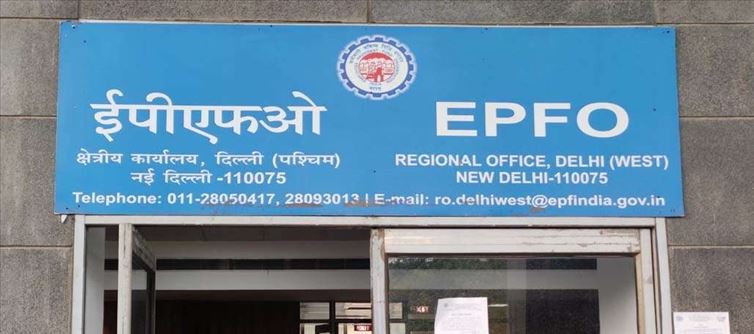 ईपीएफओ
क्षेत्रीय कार्यालय, दिल्ली (पश्चिम)
नई दिल्ली -110075
EPFO
REGIONAL OFFICE, DELHI (WEST)
NEW DELHI-110075
Telephone: 011-28050417, 28093013 | E-mail: ro.delhiwest@epfindia.gov.in